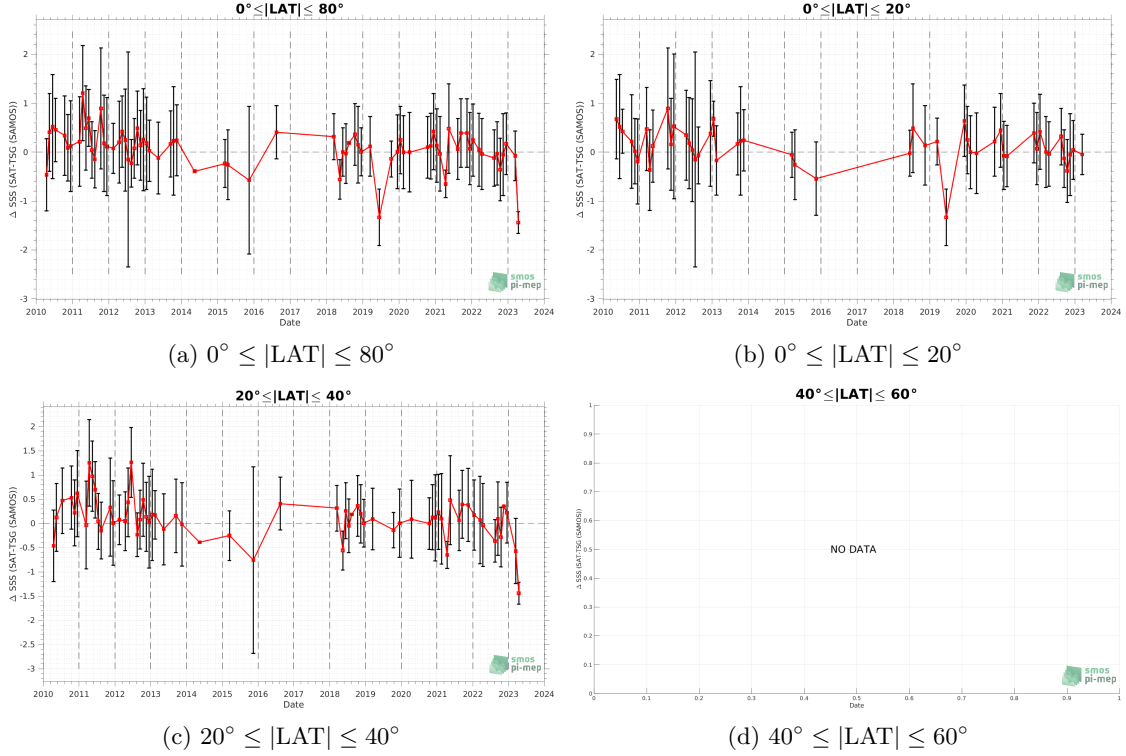 0°≤|LAT|≤ 80°
Δ SSS (SAT-TSG (SAMOS))
2
1
0
-1
-2
-3
2010 2011 2012 2013 2014 2015 2016 2017 2018 2019 2020 2021 2022 2023 2024
Date
smos
pi-mep
(a) 0° ≤ |LAT| ≤ 80°
0°≤|LAT|≤ 20°
Δ SSS (SAT-TSG (SAMOS))
2
1
0
-1
-2
-3
2010 2011 2012 2013 2014 2015 2016 2017 2018 2019 2020 2021 2022 2023 2024
Date
smos
pi-mep
(b) 0° ≤ |LAT| ≤ 20°
20°≤|LAT|≤ 40°
Δ SSS (SAT-TSG (SAMOS))
2
1.5
1
0.5
0
-0.5
-1
-1.5
-2
-2.5
-3
2010 2011 2012 2013 2014 2015 2016 2017 2018 2019 2020 2021 2022 2023 2024
Date
smos
pi-mep
(c) 20° ≤ |LAT| ≤ 40°
40°≤|LAT|≤ 60°
Δ SSS (SAT-TSG (SAMOS))
1
0.9
0.8
0.7
0.6
0.5
0.4
0.3
0.2
0.1
0
NO DATA
0 0.1 0.2 0.3 0.4 0.5 0.6 0.7 0.8 0.9 1
Date
smos
pi-mep
(d) 40° ≤ |LAT| ≤ 60°